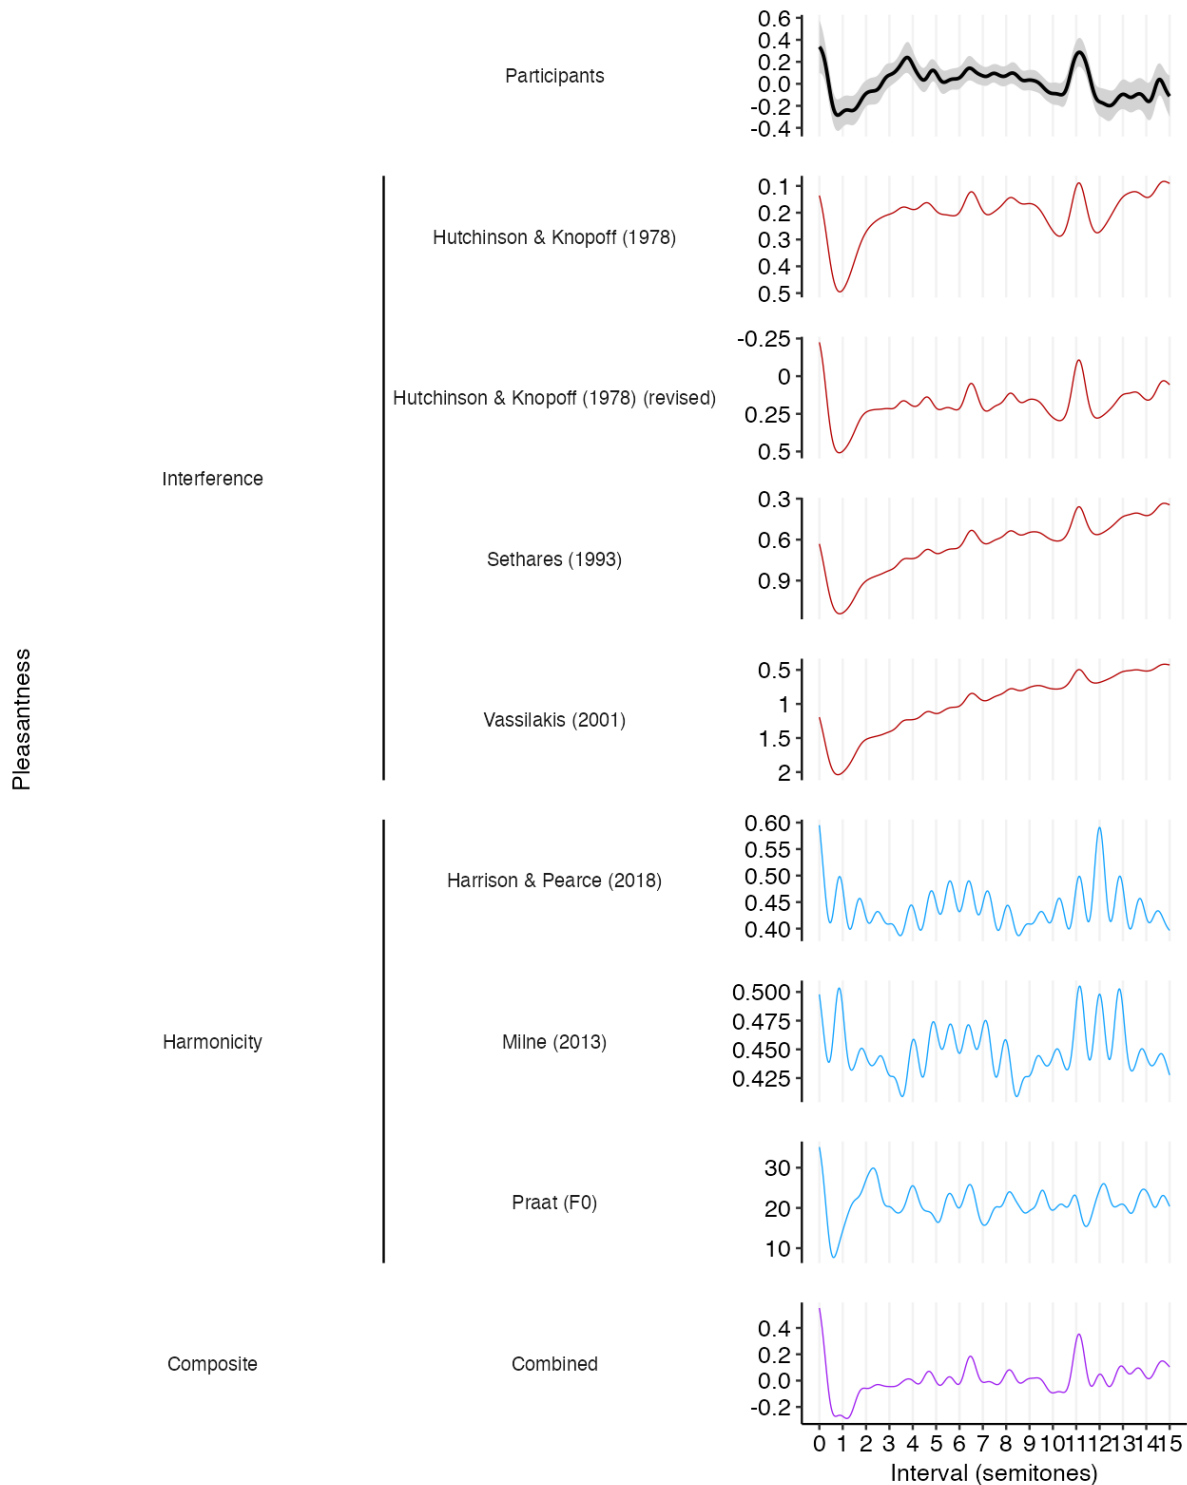 Pleasantness
Participants
0.6
0.4
0.2
0.0
-0.2
-0.4
Interference
Hutchinson & Knopoff (1978)
0.1
0.2
0.3
0.4
0.5
Hutchinson & Knopoff (1978) (revised)
-0.25
0
0.25
0.5
Sethares (1993)
0.3
0.6
0.9
Vassilakis (2001)
0.5
1
1.5
2
Harmonicity
Harrison & Pearce (2018)
0.60
0.55
0.50
0.45
0.40
Milne (2013)
0.500
0.475
0.450
0.425
Praat (F0)
30
20
10
Composite
Combined
0.4
0.2
0.0
-0.2
0 1 2 3 4 5 6 7 8 9 10 11 12 13 14 15
Interval (semitones)